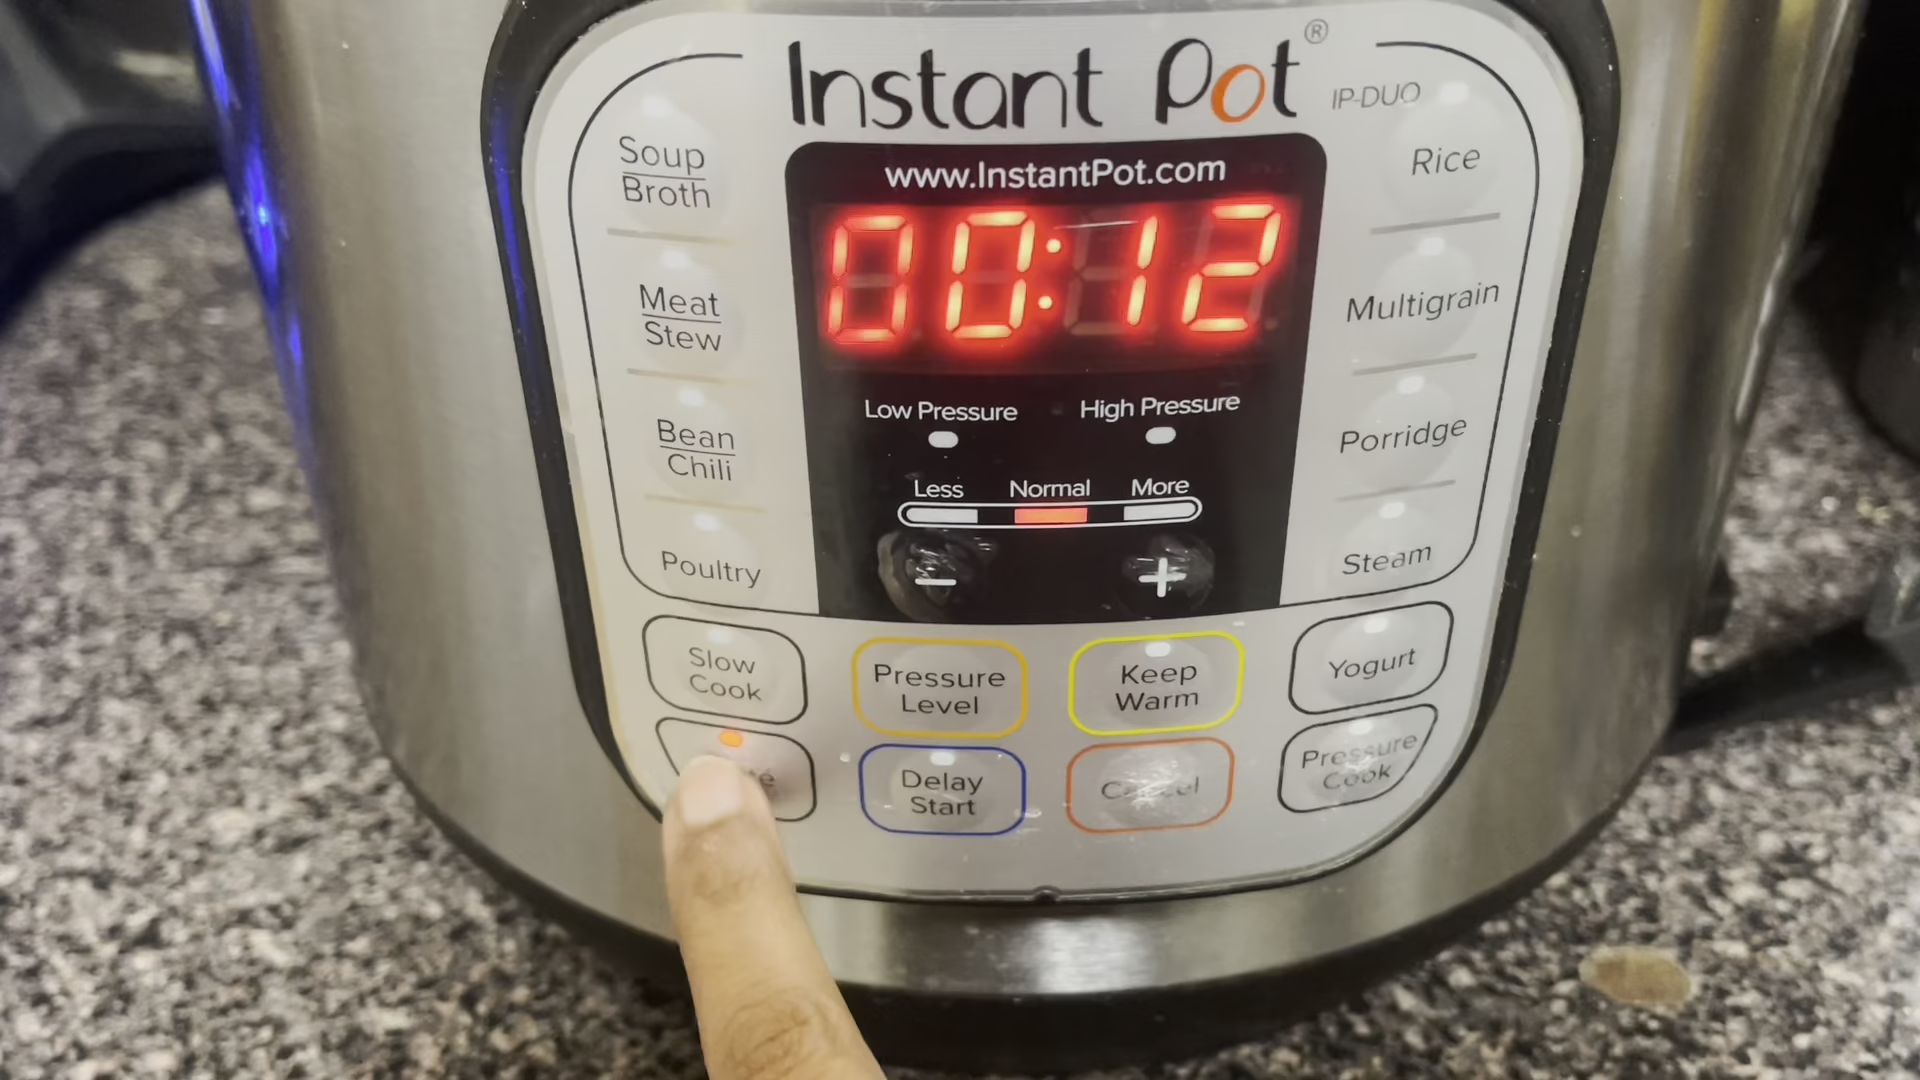 Instant Pot®
IP-DUO
www.InstantPot.com
00:12
Soup
Broth
Meat
Stew
Bean
Chili
Poultry
Rice
Multigrain
Porridge
Steam
Low Pressure
High Pressure
Less
Normal
More
-
+
Slow
Cook
Pressure
Level
Keep
Warm
Yogurt
Delay
Start
Cancel
Pressure
Cook